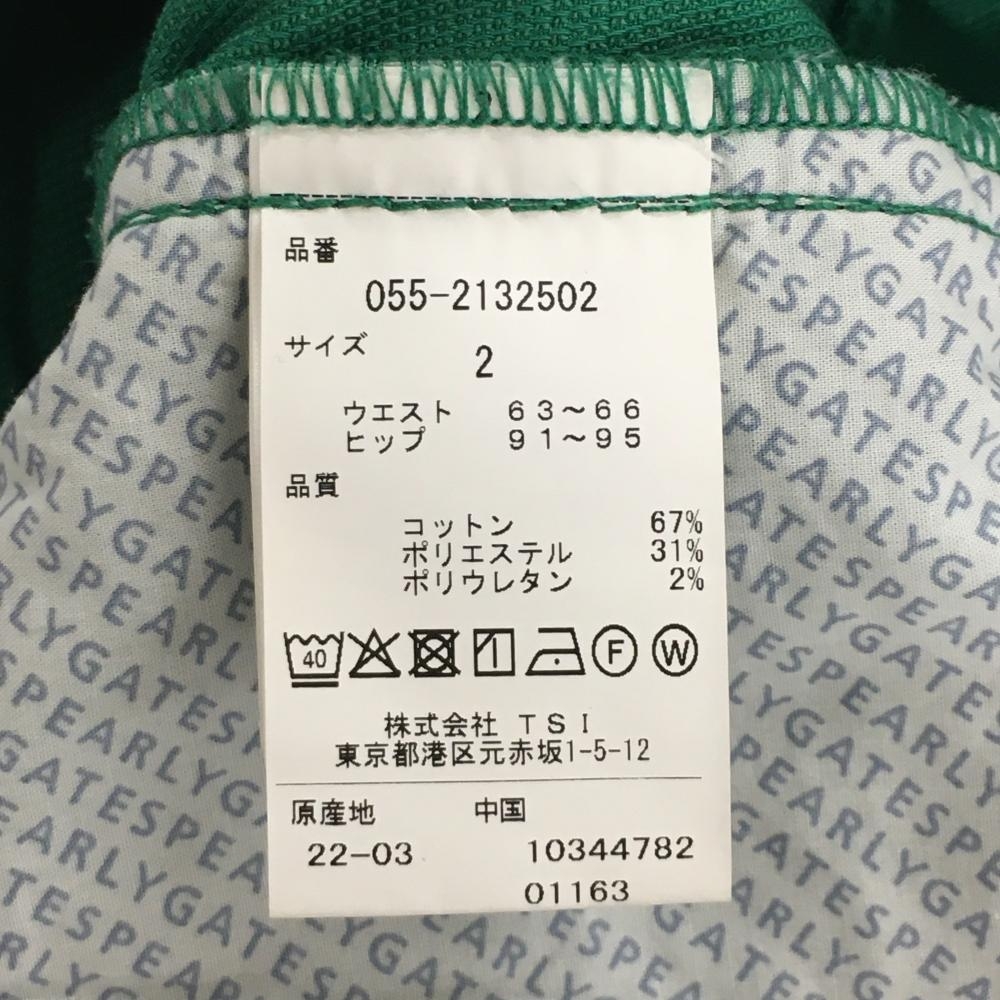 品番
055-2132502
サイズ 2
ウエスト 63～66
ヒップ 91～95
品質
コットン 67%
ポリエステル 31%
ポリウレタン 2%
40 F W
株式会社 TSI
東京都港区元赤坂1-5-12
原産地 中国
22-03 10344782
01163
PEARLYGATES